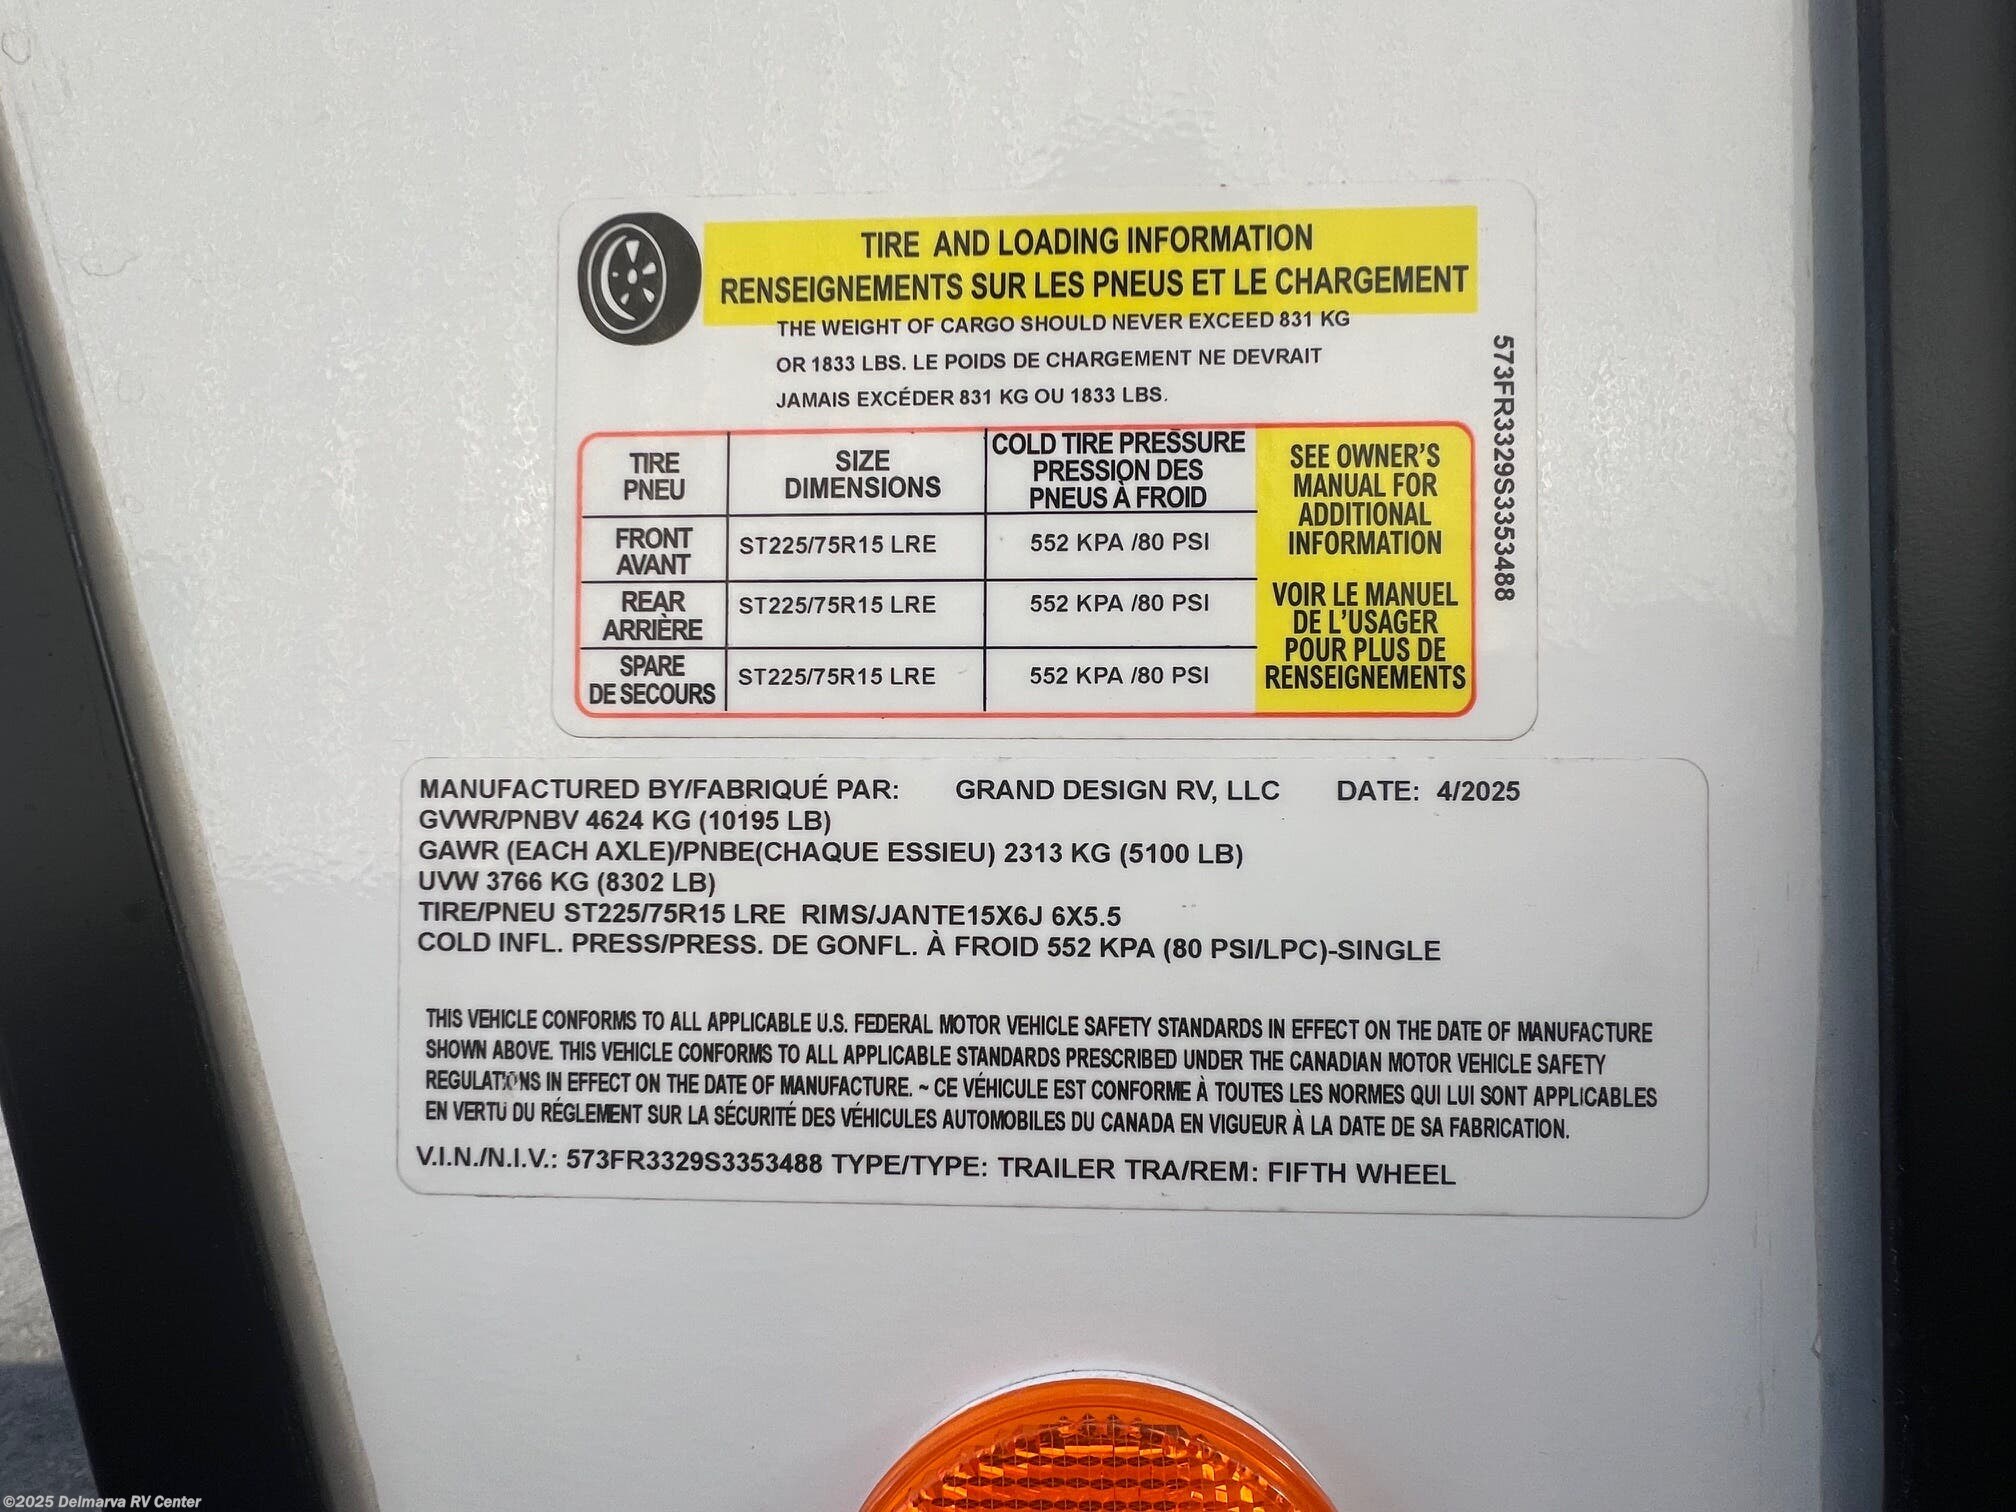 TIRE AND LOADING INFORMATION
RENSEIGNEMENTS SUR LES PNEUS ET LE CHARGEMENT
THE WEIGHT OF CARGO SHOULD NEVER EXCEED 831 KG
OR 1833 LBS. LE POIDS DE CHARGEMENT NE DEVRAIT
JAMAIS EXCÉDER 831 KG OU 1833 LBS.
TIRE
PNEU
SIZE
DIMENSIONS
COLD TIRE PRESSURE
PRESSION DES
PNEUS À FROID
FRONT
AVANT
ST225/75R15 LRE
552 KPA /80 PSI
REAR
ARRIÈRE
ST225/75R15 LRE
552 KPA /80 PSI
SPARE
DE SECOURS
ST225/75R15 LRE
552 KPA /80 PSI
SEE OWNER'S
MANUAL FOR
ADDITIONAL
INFORMATION
VOIR LE MANUEL
DE L'USAGER
POUR PLUS DE
RENSEIGNEMENTS
573FR3329S3353488
MANUFACTURED BY/FABRIQUÉ PAR: GRAND DESIGN RV, LLC DATE: 4/2025
GVWR/PNBV 4624 KG (10195 LB)
GAWR (EACH AXLE)/PNBE(CHAQUE ESSIEU) 2313 KG (5100 LB)
UVW 3766 KG (8302 LB)
TIRE/PNEU ST225/75R15 LRE RIMS/JANTE15X6J 6X5.5
COLD INFL. PRESS/PRESS. DE GONFL. À FROID 552 KPA (80 PSI/LPC)-SINGLE
THIS VEHICLE CONFORMS TO ALL APPLICABLE U.S. FEDERAL MOTOR VEHICLE SAFETY STANDARDS IN EFFECT ON THE DATE OF MANUFACTURE
SHOWN ABOVE. THIS VEHICLE CONFORMS TO ALL APPLICABLE STANDARDS PRESCRIBED UNDER THE CANADIAN MOTOR VEHICLE SAFETY
REGULATIONS IN EFFECT ON THE DATE OF MANUFACTURE. ~ CE VÉHICULE EST CONFORME À TOUTES LES NORMES QUI LUI SONT APPLICABLES
EN VERTU DU RÉGLEMENT SUR LA SÉCURITÉ DES VÉHICULES AUTOMOBILES DU CANADA EN VIGUEUR À LA DATE DE SA FABRICATION.
V.I.N./N.I.V.: 573FR3329S3353488 TYPE/TYPE: TRAILER TRA/REM: FIFTH WHEEL
©2025 Delmarva RV Center